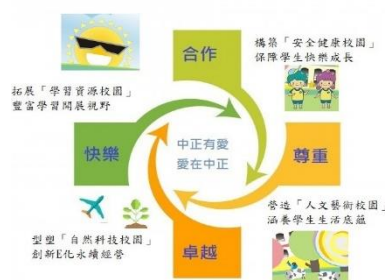 合作
構築「安全健康校園」
保障學生快樂成長
拓展「學習資源校園」
豐富學習開展視野
快樂
中正有愛
愛在中正
尊重
營造「人文藝術校園」
涵養學生生活底蘊
型塑「自然科技校園」
創新E化永續經營
卓越